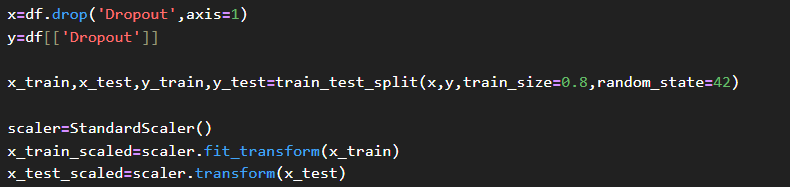 x=df.drop('Dropout',axis=1)
y=df[['Dropout']]
x_train,x_test,y_train,y_test=train_test_split(x,y,train_size=0.8,random_state=42)
scaler=StandardScaler()
x_train_scaled=scaler.fit_transform(x_train)
x_test_scaled=scaler.transform(x_test)